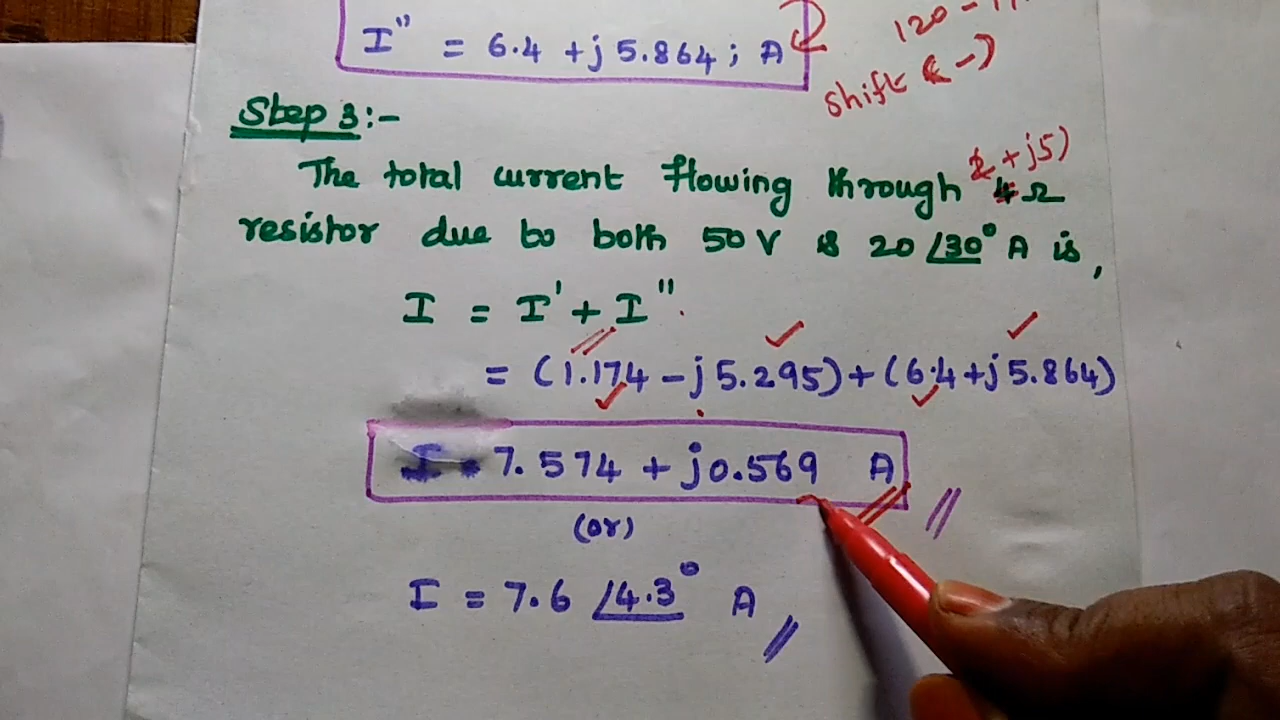 I'' = 6.4 + j 5.864 ; A
120 -
Shift (-)
Step 3:-
2 + j5)
The total current flowing through 4Ω
resistor due to both 50 V & 20 ∠30° A is,
I = I' + I''
= (1.174 - j 5.295) + (6.4 + j 5.864)
I = 7.574 + j0.569 A
(or)
I = 7.6 ∠4.3° A